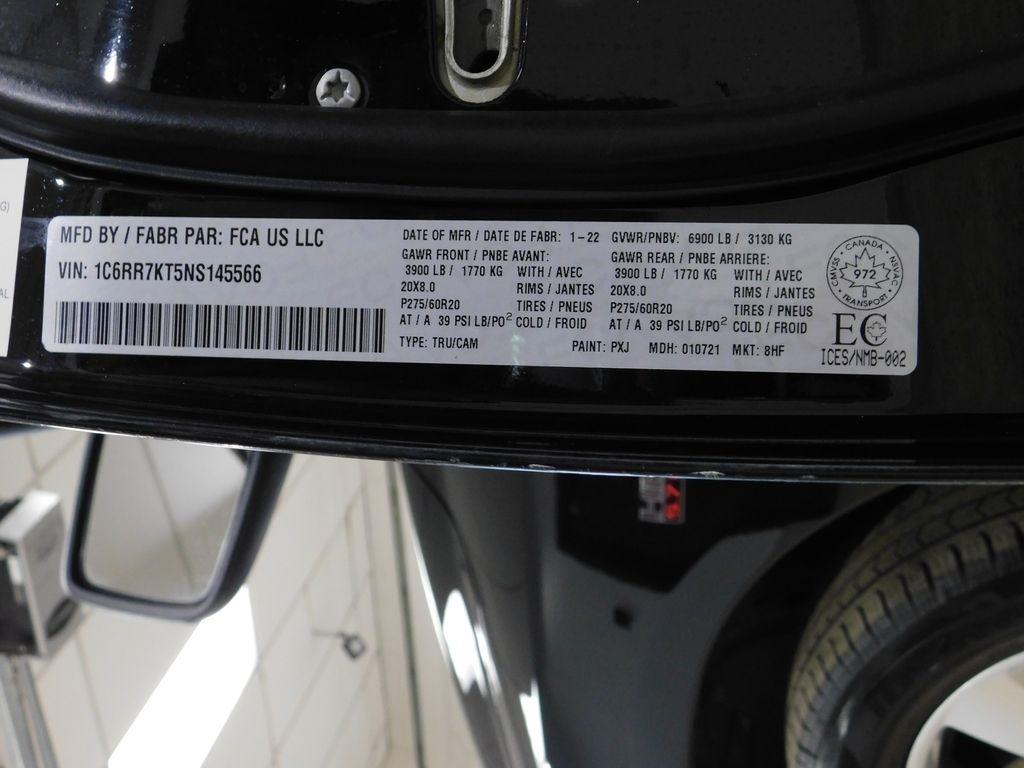 G)
AL
MFD BY / FABR PAR: FCA US LLC
VIN: 1C6RR7KT5NS145566
DATE OF MFR / DATE DE FABR: 1-22 GVWR/PNBV: 6900 LB / 3130 KG
GAWR FRONT / PNBE AVANT: GAWR REAR / PNBE ARRIERE:
3900 LB / 1770 KG WITH / AVEC 3900 LB / 1770 KG WITH / AVEC
20X8.0 RIMS / JANTES 20X8.0 RIMS / JANTES
P275/60R20 TIRES / PNEUS P275/60R20 TIRES / PNEUS
AT / A 39 PSI LB/PO² COLD / FROID AT / A 39 PSI LB/PO² COLD / FROID
TYPE: TRU/CAM PAINT: PXJ MDH: 010721 MKT: 8HF
CANADA
CMVSS 972 NSVAC
TRANSPORT
EC
ICES/NMB-002